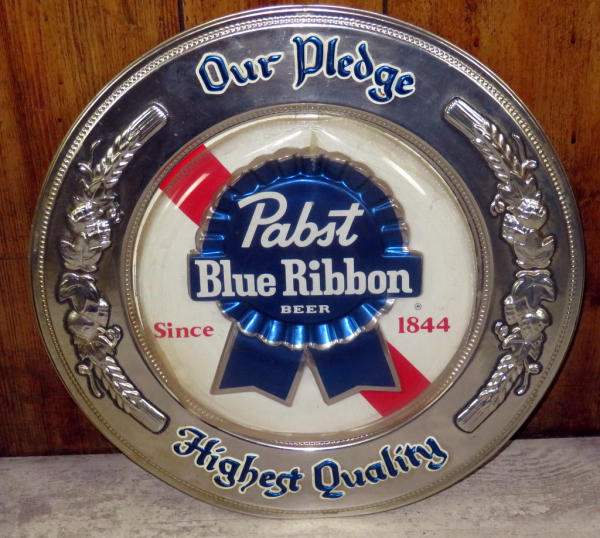 Our Pledge
Pabst
Blue Ribbon
BEER
®
Since 1844
Highest Quality